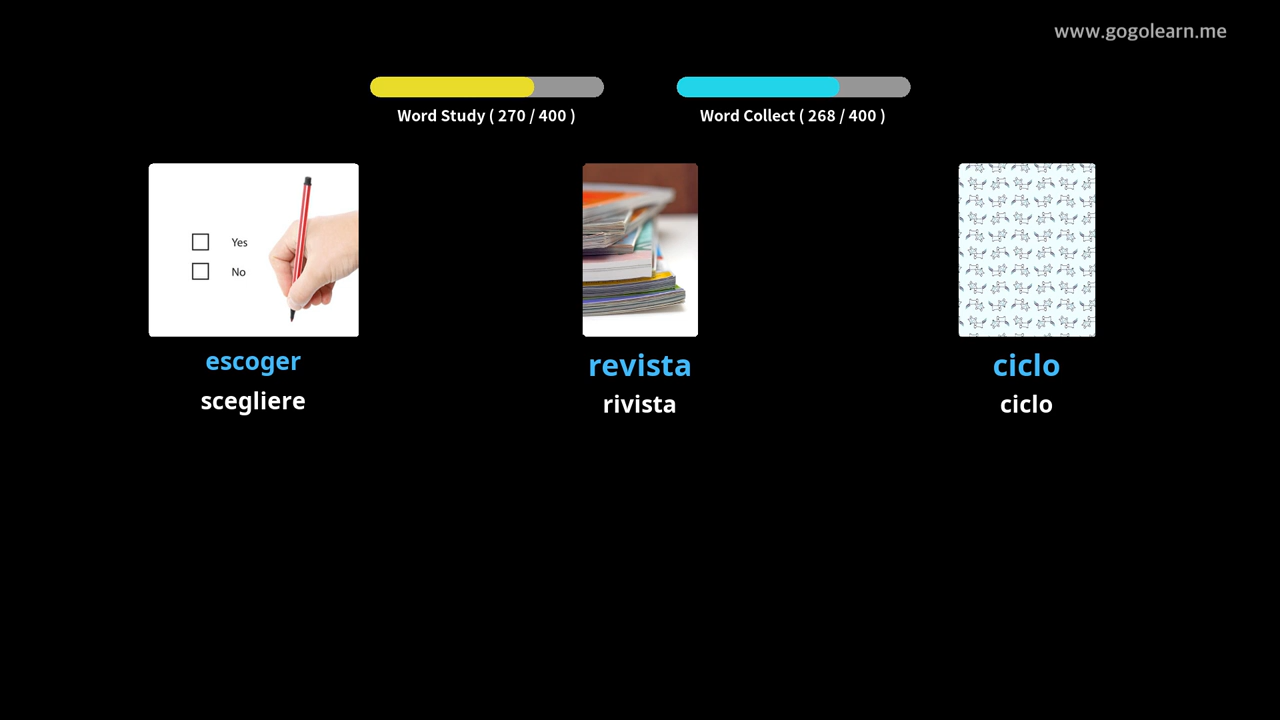 www.gogolearn.me
Word Study ( 270 / 400 )
Word Collect ( 268 / 400 )
Yes
No
escoger
scegliere
revista
rivista
ciclo
ciclo